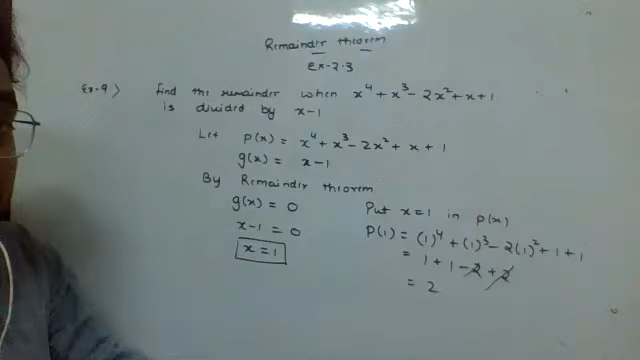 Remainder theorem
Ex-2.3
Ex-9) Find the remainder when x⁴ + x³ - 2x² + x + 1
is divided by x-1
Let p(x) = x⁴ + x³ - 2x² + x + 1
g(x) = x-1
By Remainder theorem
g(x) = 0
x-1 = 0
x = 1
Put x=1 in p(x)
P(1) = (1)⁴ + (1)³ - 2(1)² + 1 + 1
= 1 + 1 - 2 + 2
= 2